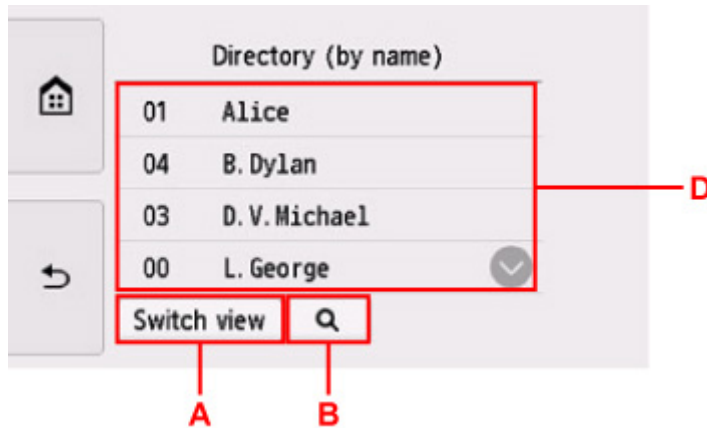 Directory (by name)
01 Alice
04 B.Dylan
03 D.V.Michael
00 L.George
D
Switch view
A B